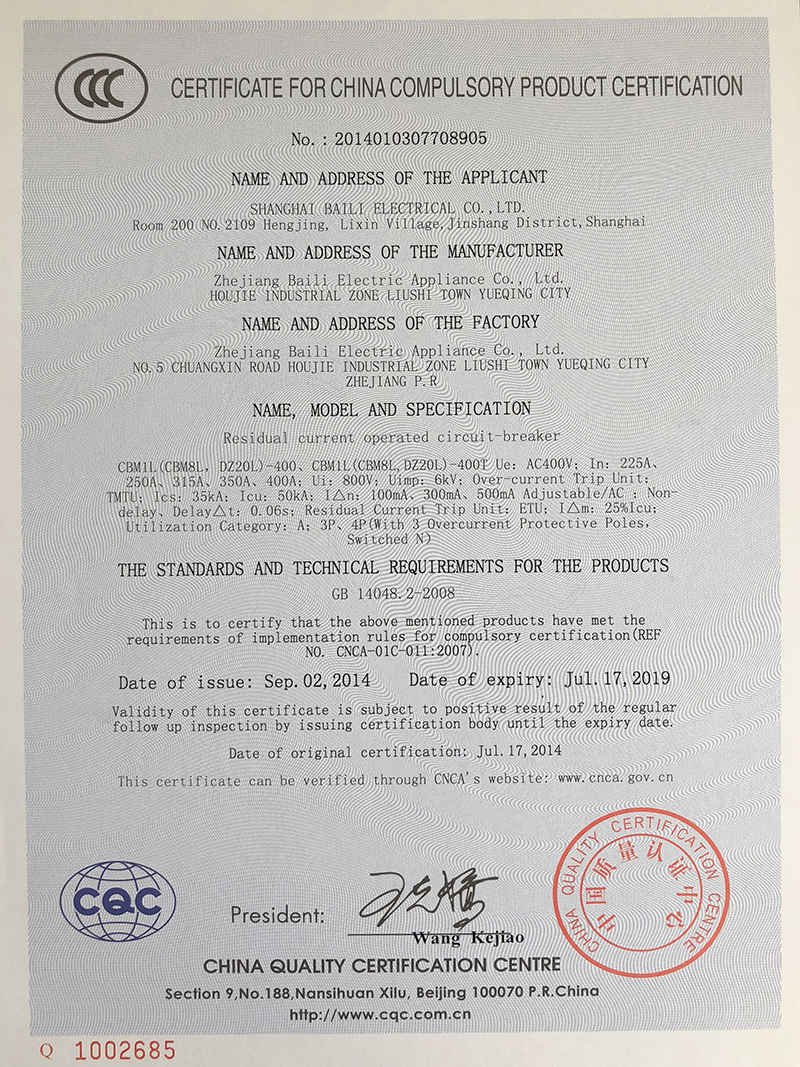 CCC
CERTIFICATE FOR CHINA COMPULSORY PRODUCT CERTIFICATION
No. : 2014010307708905
NAME AND ADDRESS OF THE APPLICANT
SHANGHAI BAILI ELECTRICAL CO.,LTD.
Room 200 NO.2109 Hengjing, Lixin Village,Jinshang District,Shanghai
NAME AND ADDRESS OF THE MANUFACTURER
Zhejiang Baili Electric Appliance Co., Ltd.
HOUJIE INDUSTRIAL ZONE LIUSHI TOWN YUEQING CITY
NAME AND ADDRESS OF THE FACTORY
Zhejiang Baili Electric Appliance Co., Ltd.
NO.5 CHUANGXIN ROAD HOUJIE INDUSTRIAL ZONE LIUSHI TOWN YUEQING CITY
ZHEJIANG P.R
NAME, MODEL AND SPECIFICATION
Residual current operated circuit-breaker
CBM1L(CBM8L, DZ20L)-400、CBM1L(CBM8L,DZ20L)-400T Ue: AC400V; In: 225A、
250A、315A、350A、400A; Ui: 800V; Uimp: 6kV; Over-current Trip Unit:
TMTU; Ics: 35kA; Icu: 50kA; I△n: 100mA、300mA、500mA Adjustable/AC ; Non-
delay、Delay△t: 0.06s; Residual Current Trip Unit: ETU; I△m: 25%Icu;
Utilization Category: A; 3P、4P(With 3 Overcurrent Protective Poles,
Switched N)
THE STANDARDS AND TECHNICAL REQUIREMENTS FOR THE PRODUCTS
GB 14048.2-2008
This is to certify that the above mentioned products have met the
requirements of implementation rules for compulsory certification(REF
NO. CNCA-01C-011:2007).
Date of issue: Sep.02,2014 Date of expiry: Jul.17,2019
Validity of this certificate is subject to positive result of the regular
follow up inspection by issuing certification body until the expiry date.
Date of original certification: Jul.17,2014
This certificate can be verified through CNCA's website: www.cnca.gov.cn
CHINA QUALITY CERTIFICATION CENTRE
中国质量认证中心
CQC
President:
Wang Kejiao
CHINA QUALITY CERTIFICATION CENTRE
Section 9,No.188,Nansihuan Xilu, Beijing 100070 P.R.China
http://www.cqc.com.cn
Q 1002685